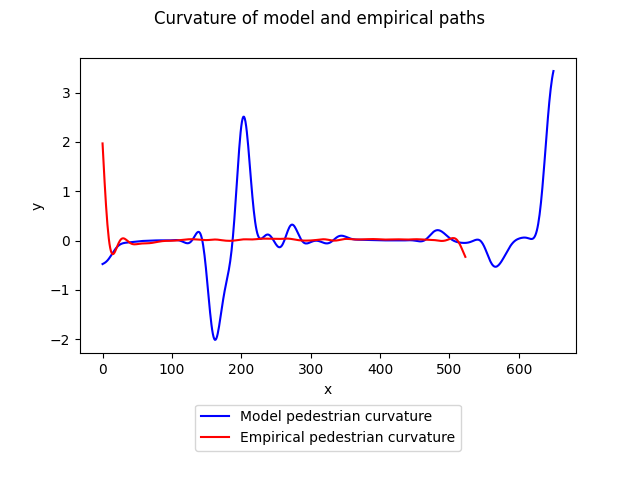 Curvature of model and empirical paths
3
2
1
0
−1
−2
y
0 100 200 300 400 500 600
x
Model pedestrian curvature
Empirical pedestrian curvature